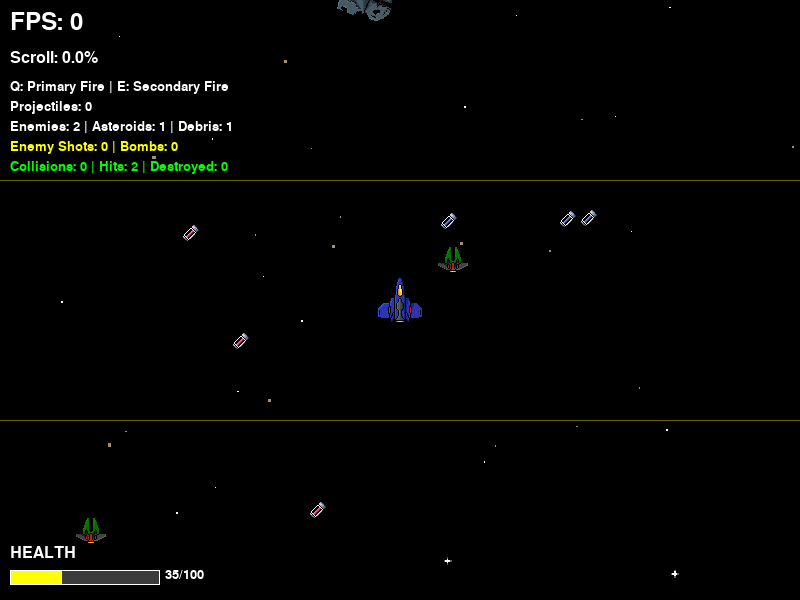 FPS: 0
Scroll: 0.0%
Q: Primary Fire | E: Secondary Fire
Projectiles: 0
Enemies: 2 | Asteroids: 1 | Debris: 1
Enemy Shots: 0 | Bombs: 0
Collisions: 0 | Hits: 2 | Destroyed: 0
HEALTH
35/100